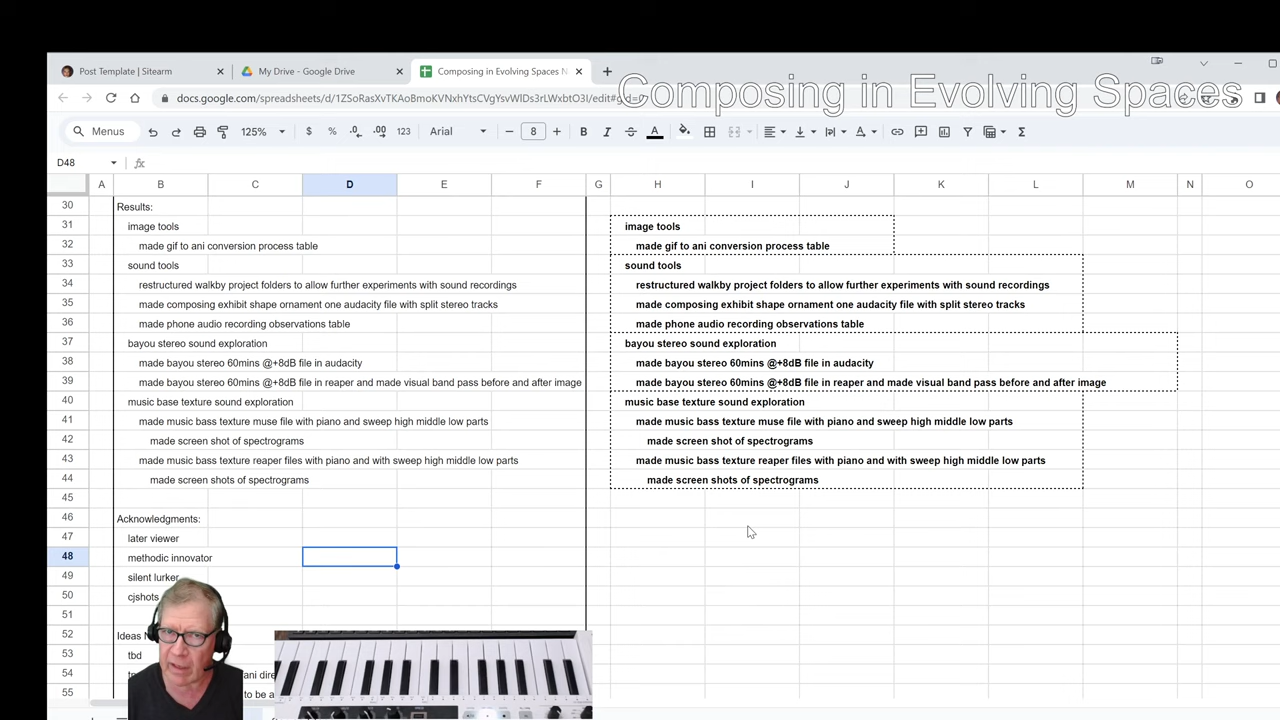 Post Template | Sitearm
My Drive - Google Drive
Composing in Evolving Spaces N
docs.google.com/spreadsheets/d/1ZSoRasXvTKAoBmoKVNxhYtsCVgYsvWlDs3rLWxbtO3I/edit#gid=0
Composing in Evolving Spaces
Menus
125%
$ % .0 .00 123
Arial
8
B I S A
D48
fx
A B C D E F G H I J K L M N O
30 Results:
31 image tools image tools
32 made gif to ani conversion process table made gif to ani conversion process table
33 sound tools sound tools
34 restructured walkby project folders to allow further experiments with sound recordings restructured walkby project folders to allow further experiments with sound recordings
35 made composing exhibit shape ornament one audacity file with split stereo tracks made composing exhibit shape ornament one audacity file with split stereo tracks
36 made phone audio recording observations table made phone audio recording observations table
37 bayou stereo sound exploration bayou stereo sound exploration
38 made bayou stereo 60mins @+8dB file in audacity made bayou stereo 60mins @+8dB file in audacity
39 made bayou stereo 60mins @+8dB file in reaper and made visual band pass before and after image made bayou stereo 60mins @+8dB file in reaper and made visual band pass before and after image
40 music base texture sound exploration music base texture sound exploration
41 made music bass texture muse file with piano and sweep high middle low parts made music bass texture muse file with piano and sweep high middle low parts
42 made screen shot of spectrograms made screen shot of spectrograms
43 made music bass texture reaper files with piano and with sweep high middle low parts made music bass texture reaper files with piano and with sweep high middle low parts
44 made screen shots of spectrograms made screen shots of spectrograms
45
46 Acknowledgments:
47 later viewer
48 methodic innovator
49 silent lurker
50 cjshots
51
52 Ideas
53 tbd
54 ani
55 to be a